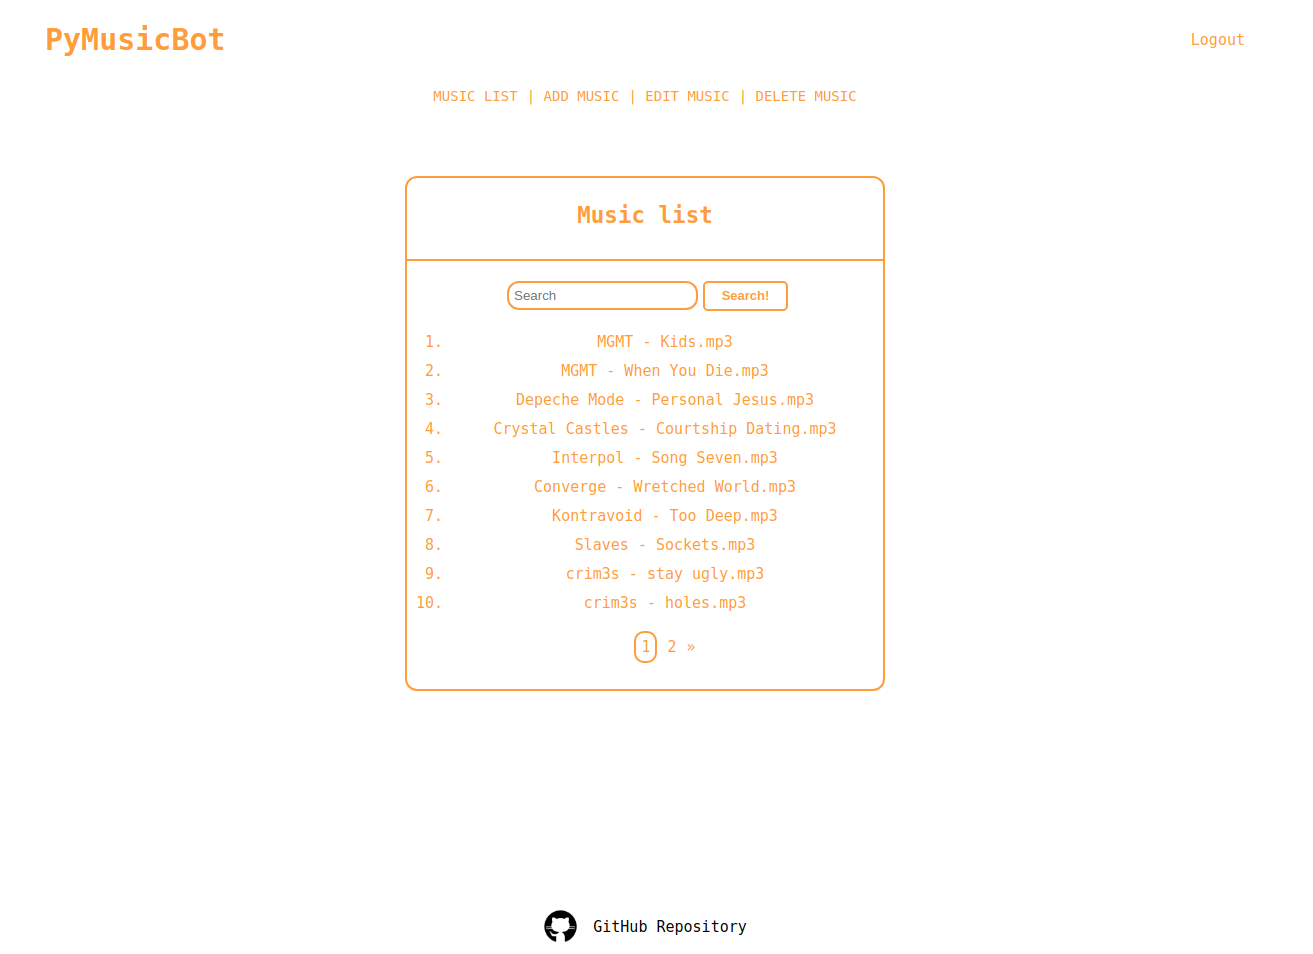 PyMusicBot
Logout
MUSIC LIST | ADD MUSIC | EDIT MUSIC | DELETE MUSIC
Music list
Search Search!
1. MGMT - Kids.mp3
2. MGMT - When You Die.mp3
3. Depeche Mode - Personal Jesus.mp3
4. Crystal Castles - Courtship Dating.mp3
5. Interpol - Song Seven.mp3
6. Converge - Wretched World.mp3
7. Kontravoid - Too Deep.mp3
8. Slaves - Sockets.mp3
9. crim3s - stay ugly.mp3
10. crim3s - holes.mp3
1 2 »
GitHub Repository